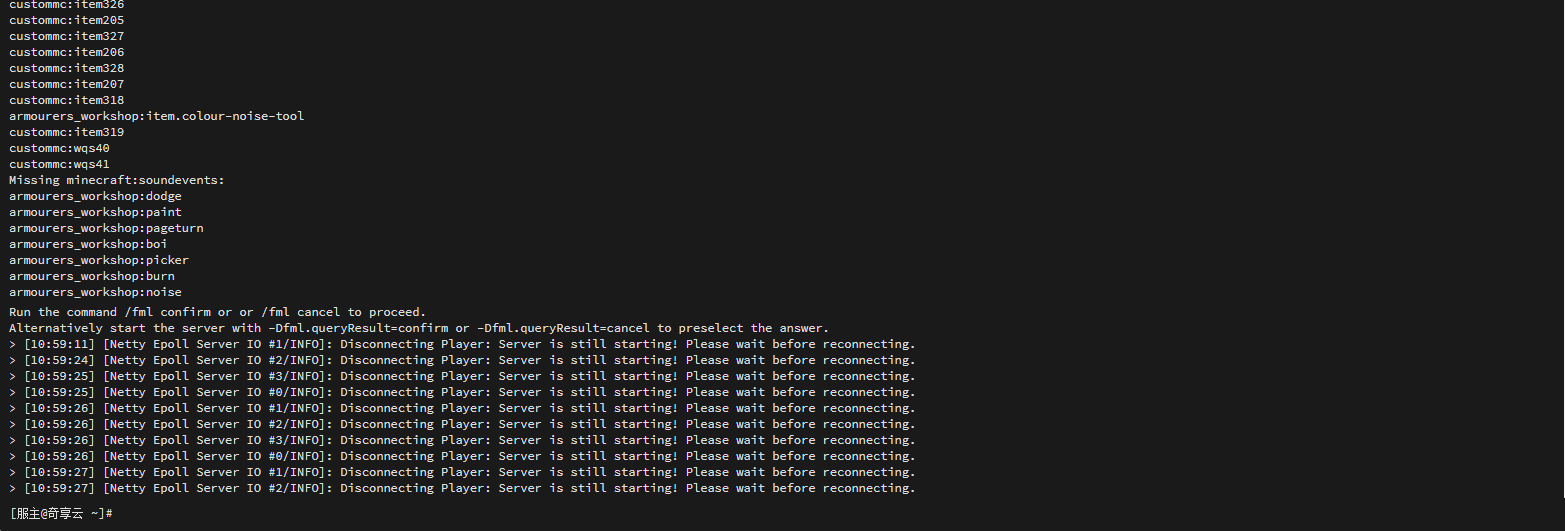 custommc:item326
custommc:item205
custommc:item327
custommc:item206
custommc:item328
custommc:item207
custommc:item318
armourers_workshop:item.colour-noise-tool
custommc:item319
custommc:wqs40
custommc:wqs41
Missing minecraft:soundevents:
armourers_workshop:dodge
armourers_workshop:paint
armourers_workshop:pageturn
armourers_workshop:boi
armourers_workshop:picker
armourers_workshop:burn
armourers_workshop:noise
Run the command /fml confirm or or /fml cancel to proceed.
Alternatively start the server with -Dfml.queryResult=confirm or -Dfml.queryResult=cancel to preselect the answer.
> [10:59:11] [Netty Epoll Server IO #1/INFO]: Disconnecting Player: Server is still starting! Please wait before reconnecting.
> [10:59:24] [Netty Epoll Server IO #2/INFO]: Disconnecting Player: Server is still starting! Please wait before reconnecting.
> [10:59:25] [Netty Epoll Server IO #3/INFO]: Disconnecting Player: Server is still starting! Please wait before reconnecting.
> [10:59:25] [Netty Epoll Server IO #0/INFO]: Disconnecting Player: Server is still starting! Please wait before reconnecting.
> [10:59:26] [Netty Epoll Server IO #1/INFO]: Disconnecting Player: Server is still starting! Please wait before reconnecting.
> [10:59:26] [Netty Epoll Server IO #2/INFO]: Disconnecting Player: Server is still starting! Please wait before reconnecting.
> [10:59:26] [Netty Epoll Server IO #3/INFO]: Disconnecting Player: Server is still starting! Please wait before reconnecting.
> [10:59:26] [Netty Epoll Server IO #0/INFO]: Disconnecting Player: Server is still starting! Please wait before reconnecting.
> [10:59:27] [Netty Epoll Server IO #1/INFO]: Disconnecting Player: Server is still starting! Please wait before reconnecting.
> [10:59:27] [Netty Epoll Server IO #2/INFO]: Disconnecting Player: Server is still starting! Please wait before reconnecting.
[服主@奇享云 ~]#